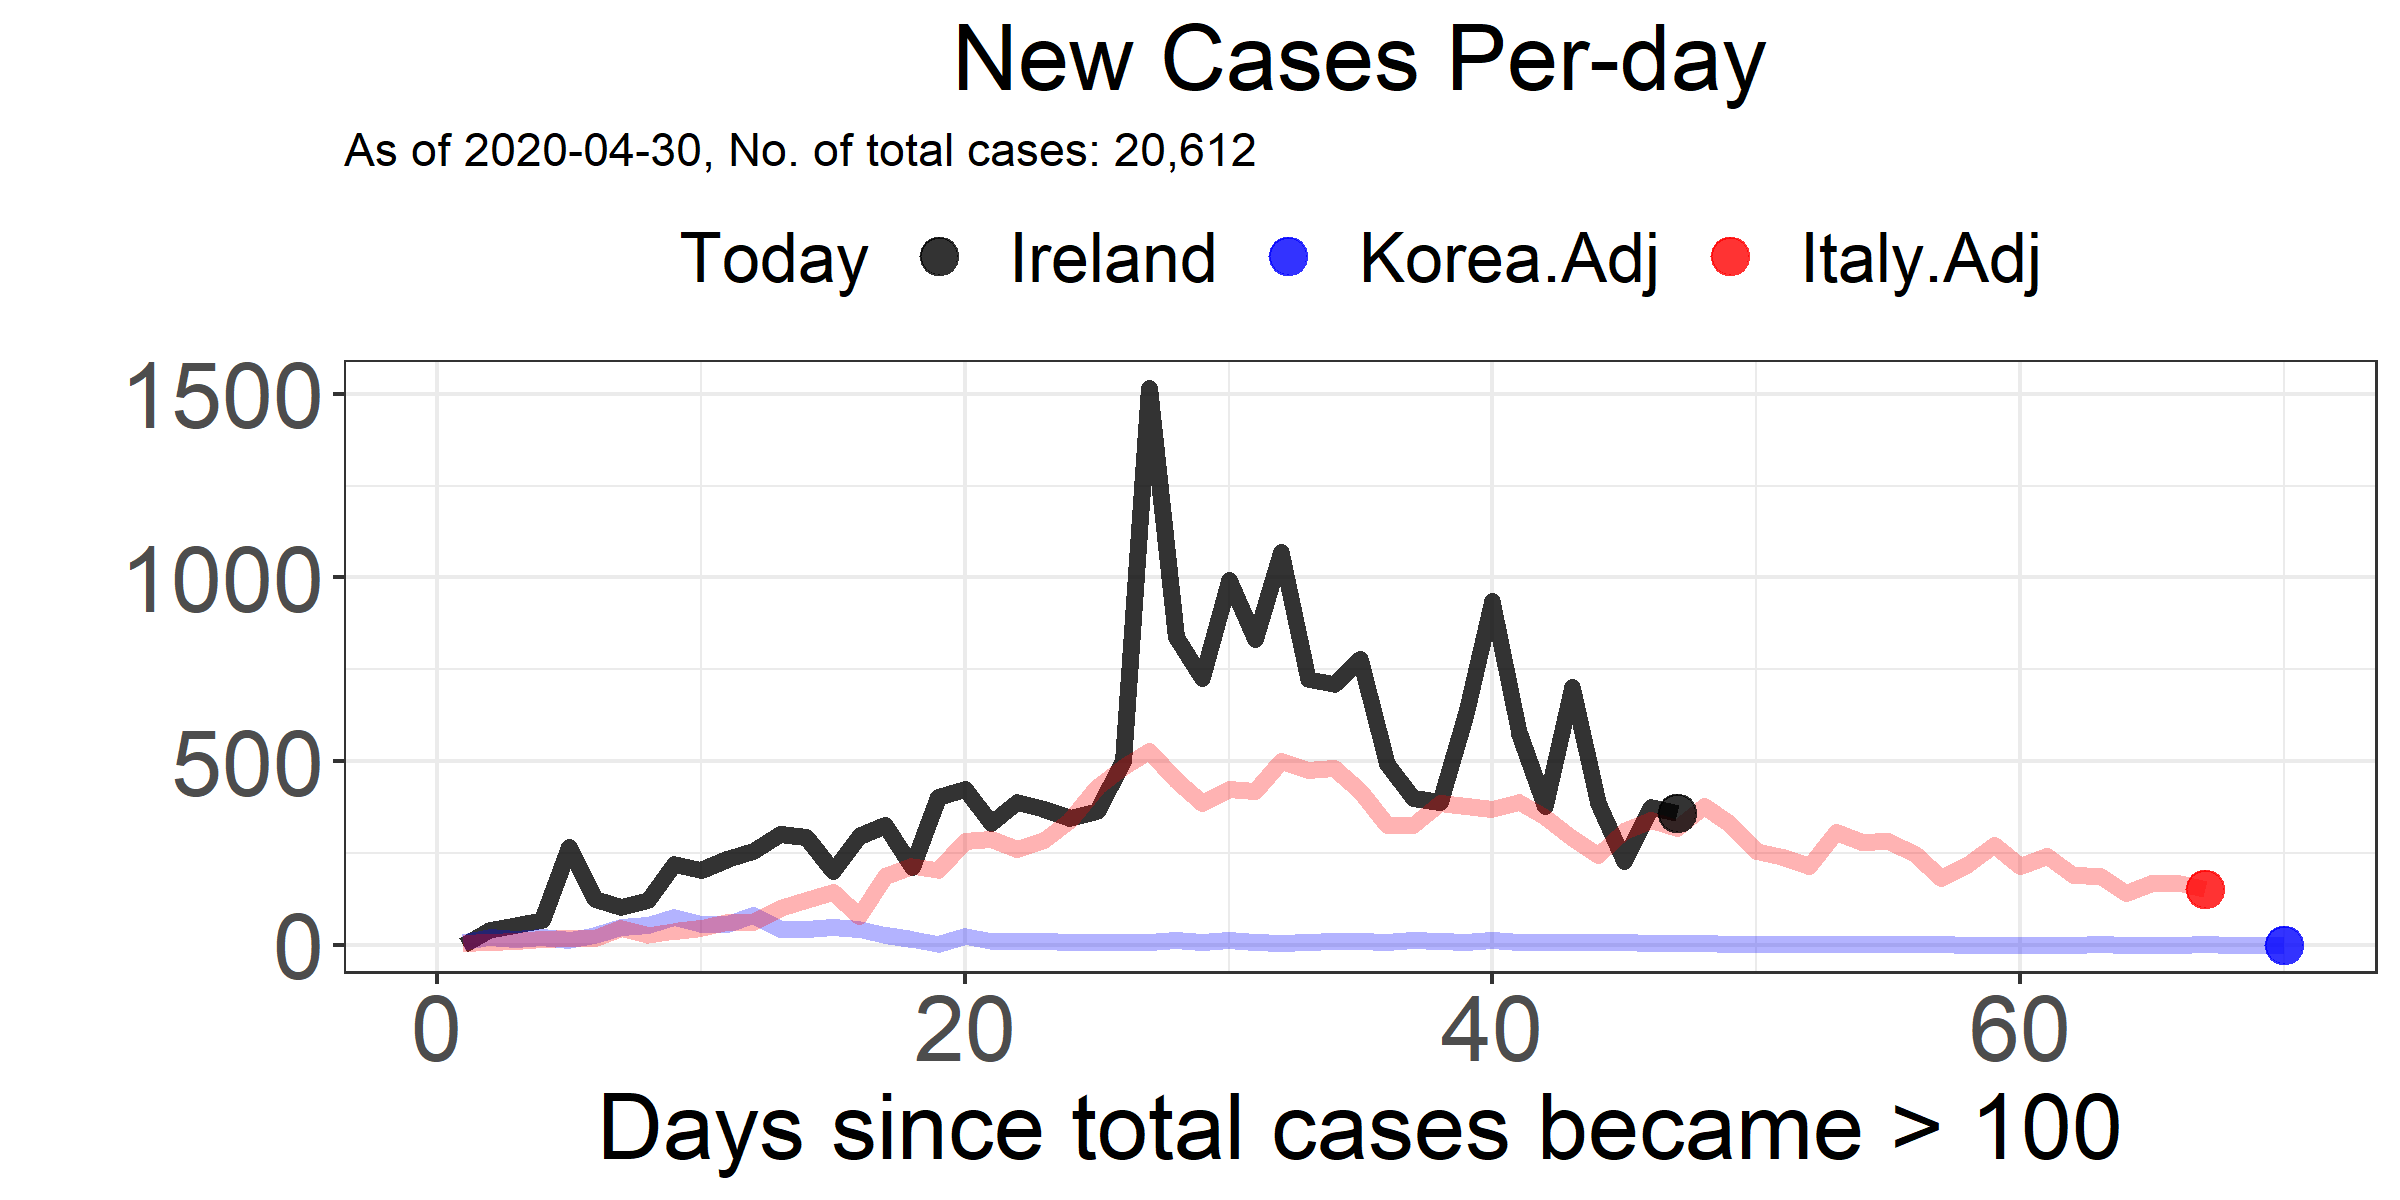 New Cases Per-day
As of 2020-04-30, No. of total cases: 20,612
Today Ireland Korea.Adj Italy.Adj
1500
1000
500
0
0 20 40 60
Days since total cases became > 100